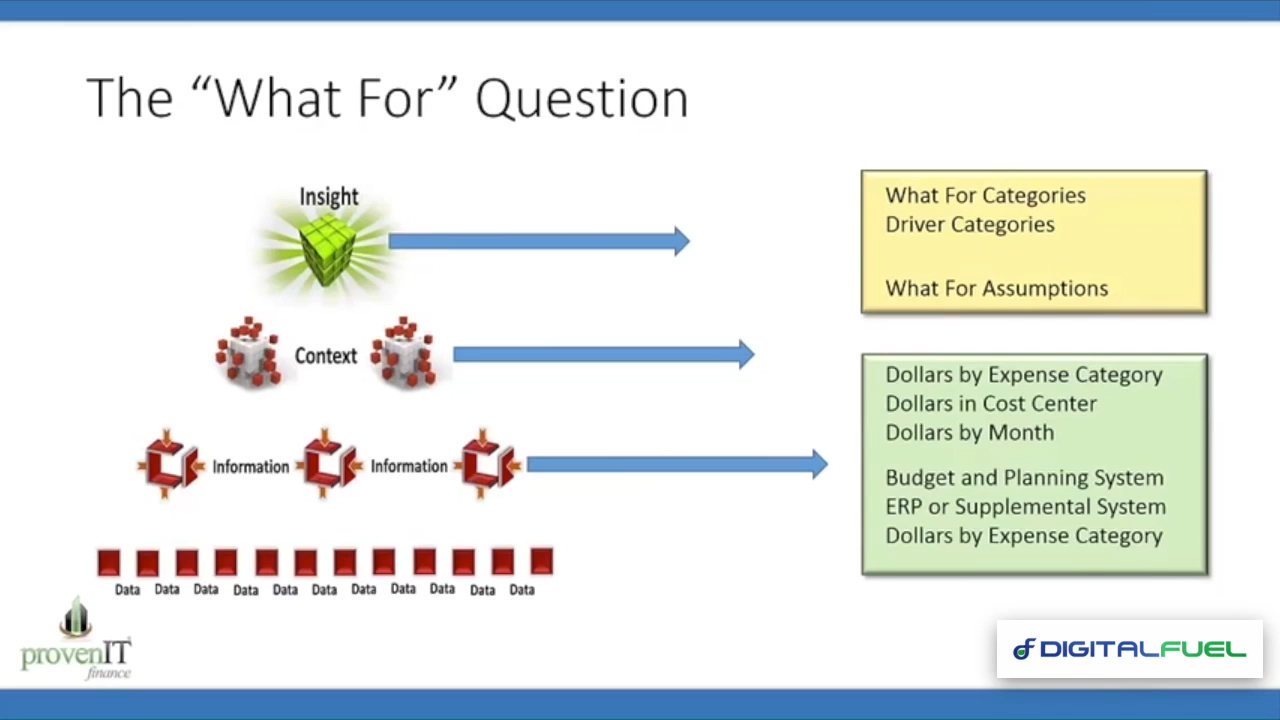 The “What For” Question
Insight
What For Categories
Driver Categories
What For Assumptions
Context
Dollars by Expense Category
Dollars in Cost Center
Dollars by Month
Information Information
Budget and Planning System
ERP or Supplemental System
Dollars by Expense Category
Data Data Data Data Data Data Data Data Data Data Data
provenIT
finance
DIGITALFUEL